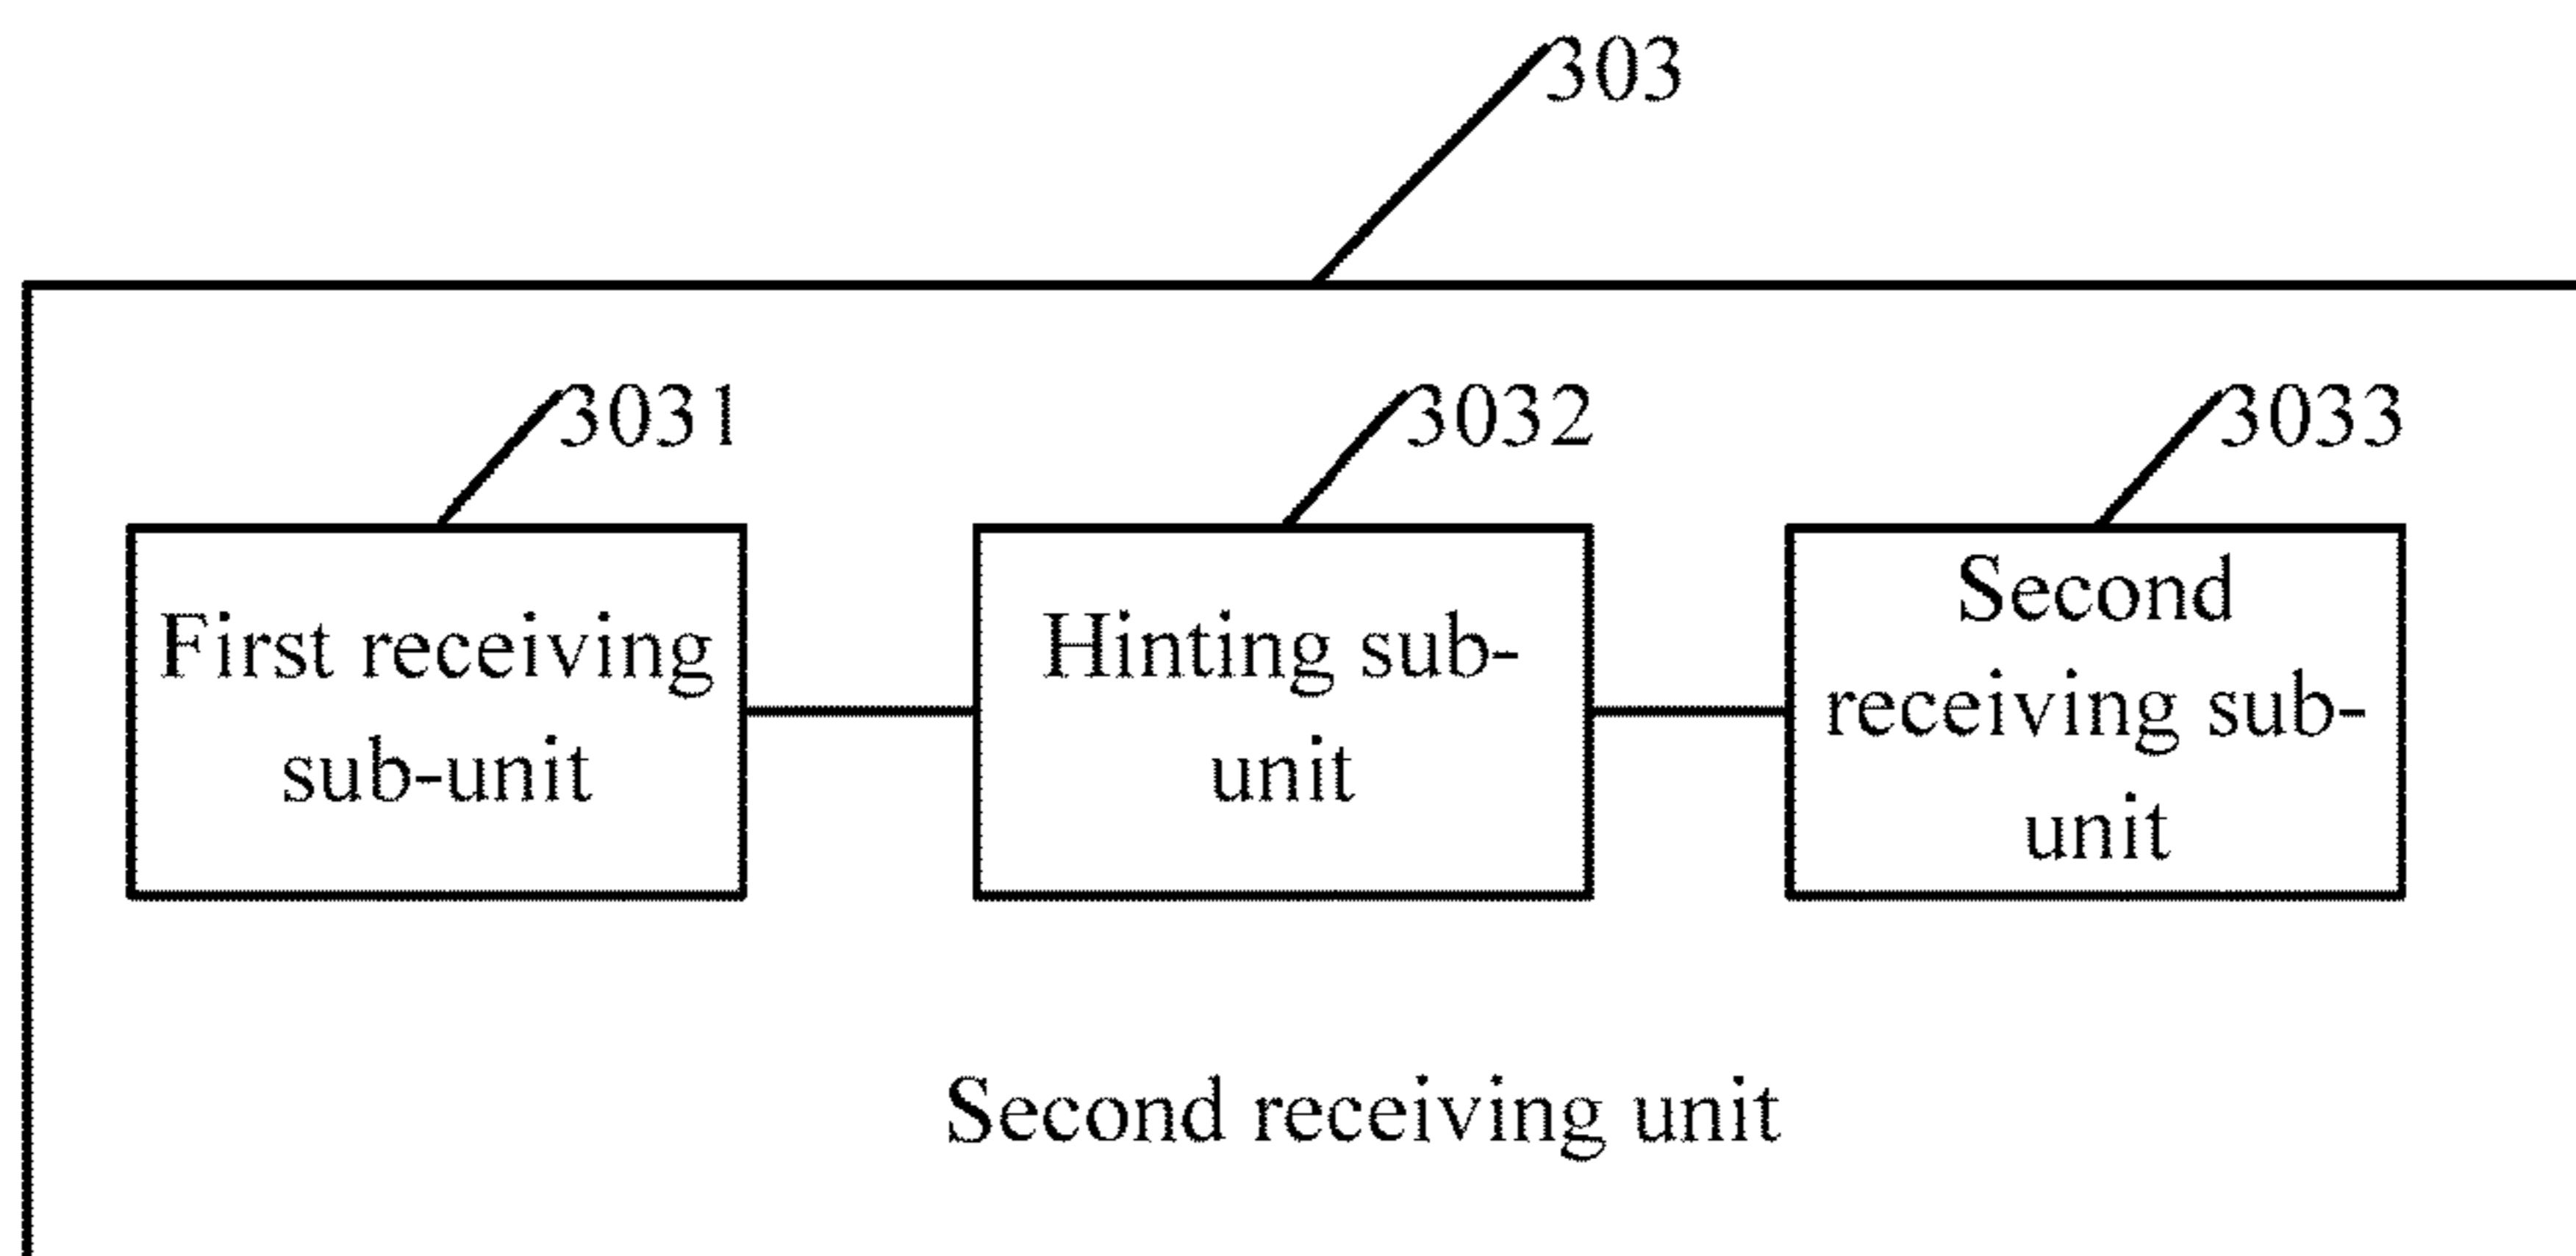 303
3031
3032
3033
First receiving
sub-unit
Hinting sub-
unit
Second
receiving sub-
unit
Second receiving unit